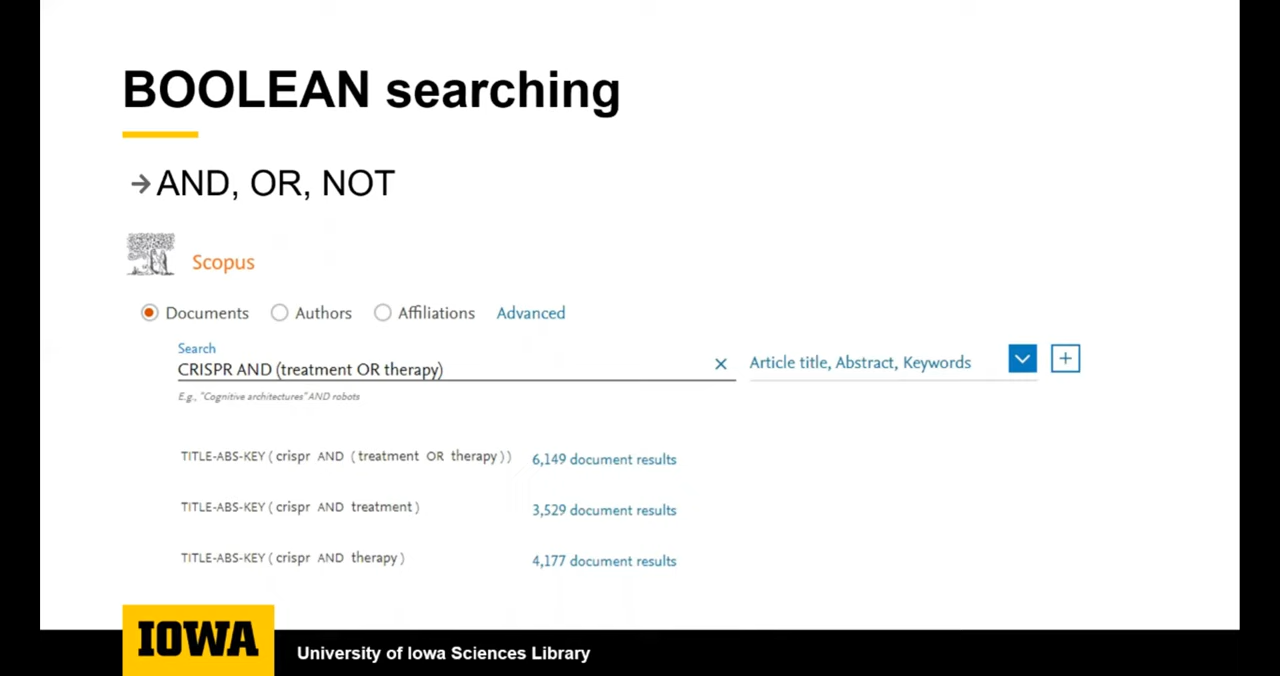 BOOLEAN searching
→ AND, OR, NOT
Scopus
Documents Authors Affiliations Advanced
Search
CRISPR AND (treatment OR therapy)
Article title, Abstract, Keywords
E.g., "Cognitive architectures" AND robots
TITLE-ABS-KEY ( crispr AND ( treatment OR therapy ) ) 6,149 document results
TITLE-ABS-KEY ( crispr AND treatment ) 3,529 document results
TITLE-ABS-KEY ( crispr AND therapy ) 4,177 document results
IOWA
University of Iowa Sciences Library